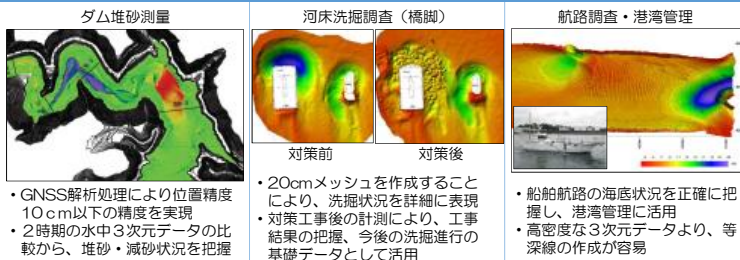 ダム堆砂測量
・GNSS解析処理により位置精度
10cm以下の精度を実現
・2時期の水中3次元データの比
較から、堆砂・減砂状況を把握
河床洗掘調査（橋脚）
対策前
対策後
・20cmメッシュを作成すること
により、洗掘状況を詳細に表現
・対策工事後の計測により、工事
結果の把握、今後の洗掘進行の
基礎データとして活用
航路調査・港湾管理
・船舶航路の海底状況を正確に把
握し、港湾管理に活用
・高密度な3次元データより、等
深線の作成が容易